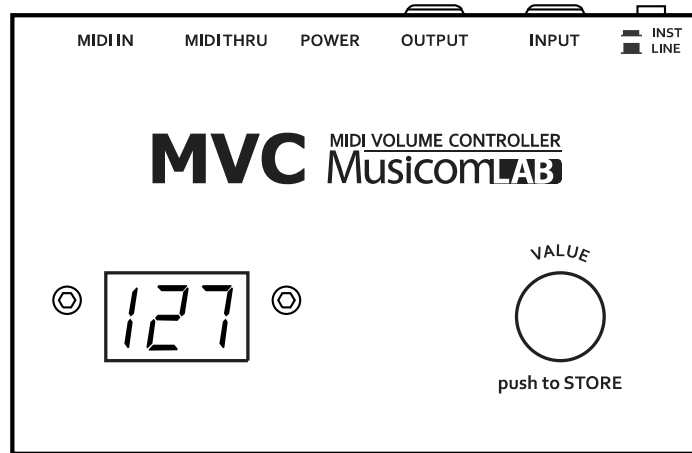 MIDI IN MIDI THRU POWER OUTPUT INPUT INST
LINE
MVC MIDI VOLUME CONTROLLER
MusicomLAB
127
VALUE
push to STORE